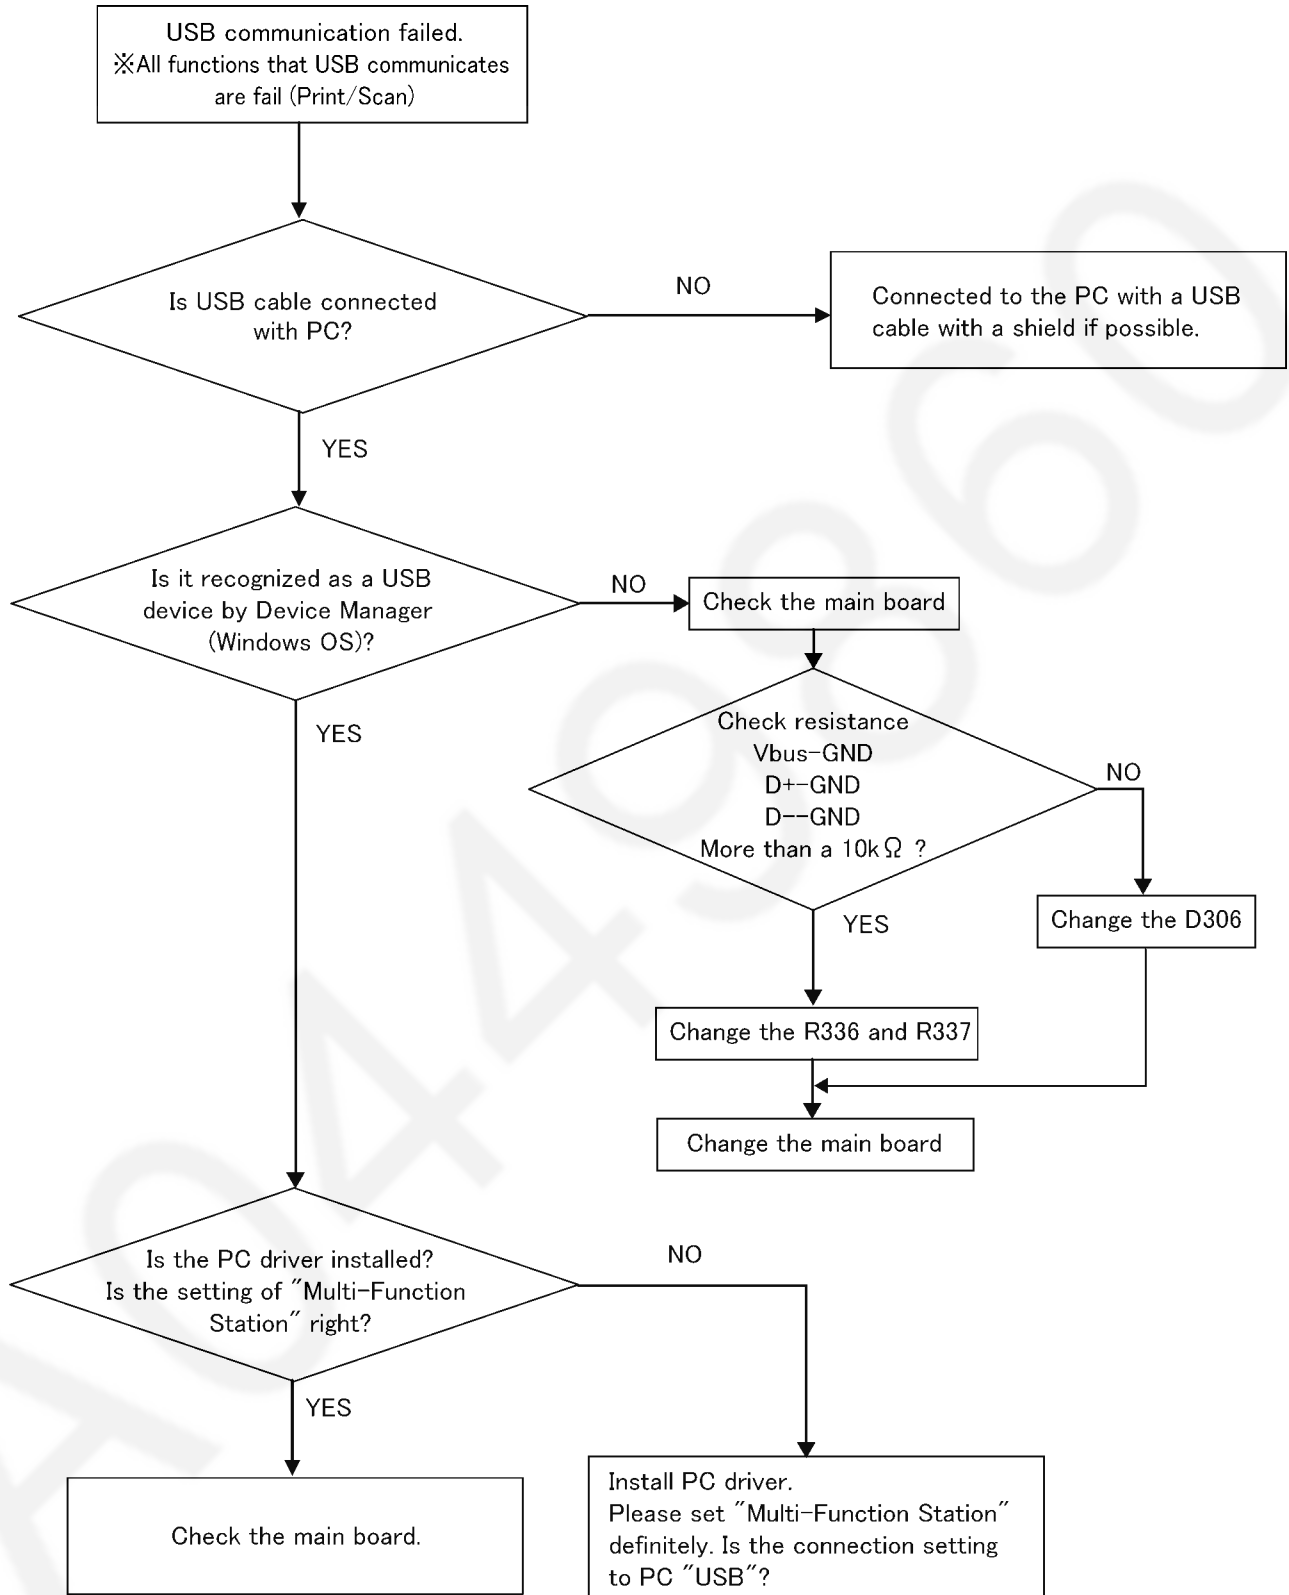 USB communication failed.
※All functions that USB communicates
are fail (Print/Scan)
Is USB cable connected
with PC?
NO
Connected to the PC with a USB
cable with a shield if possible.
YES
Is it recognized as a USB
device by Device Manager
(Windows OS)?
NO
Check the main board
YES
Check resistance
Vbus-GND
D+-GND
D--GND
More than a 10kΩ ?
NO
YES
Change the D306
Change the R336 and R337
Change the main board
Is the PC driver installed?
Is the setting of "Multi-Function
Station" right?
NO
YES
Check the main board.
Install PC driver.
Please set "Multi-Function Station"
definitely. Is the connection setting
to PC "USB"?
A0449860